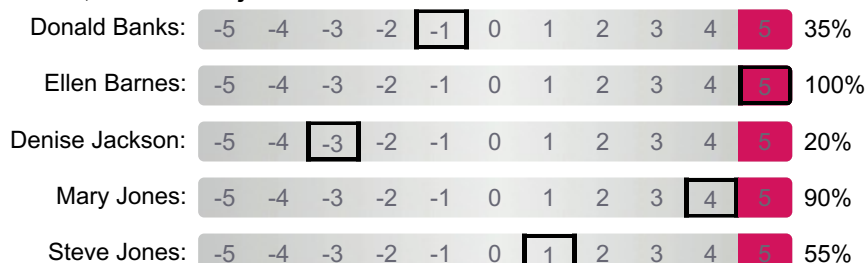 Donald Banks: -5 -4 -3 -2 -1 0 1 2 3 4 5 35%
Ellen Barnes: -5 -4 -3 -2 -1 0 1 2 3 4 5 100%
Denise Jackson: -5 -4 -3 -2 -1 0 1 2 3 4 5 20%
Mary Jones: -5 -4 -3 -2 -1 0 1 2 3 4 5 90%
Steve Jones: -5 -4 -3 -2 -1 0 1 2 3 4 5 55%